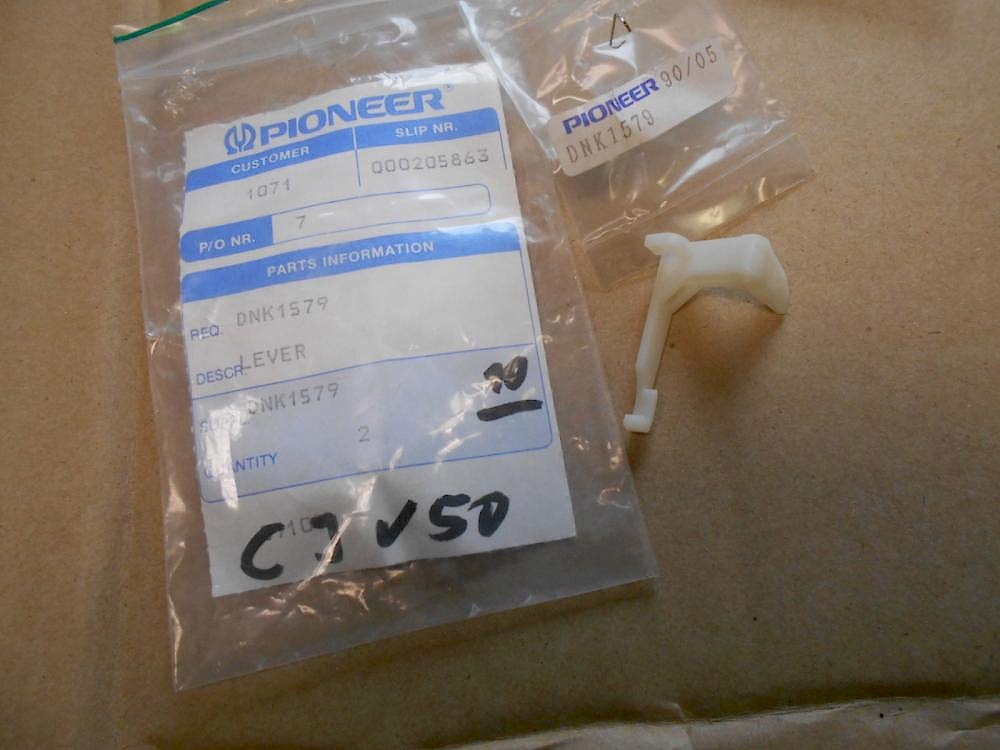 PIONEER
CUSTOMER
SLIP NR.
1071
000205863
P/O NR.
7
PARTS INFORMATION
REQ. DNK1579
DESCR. LEVER
DNK1579
QUANTITY
2
C J V50
PIONEER 90/05
DNK1579